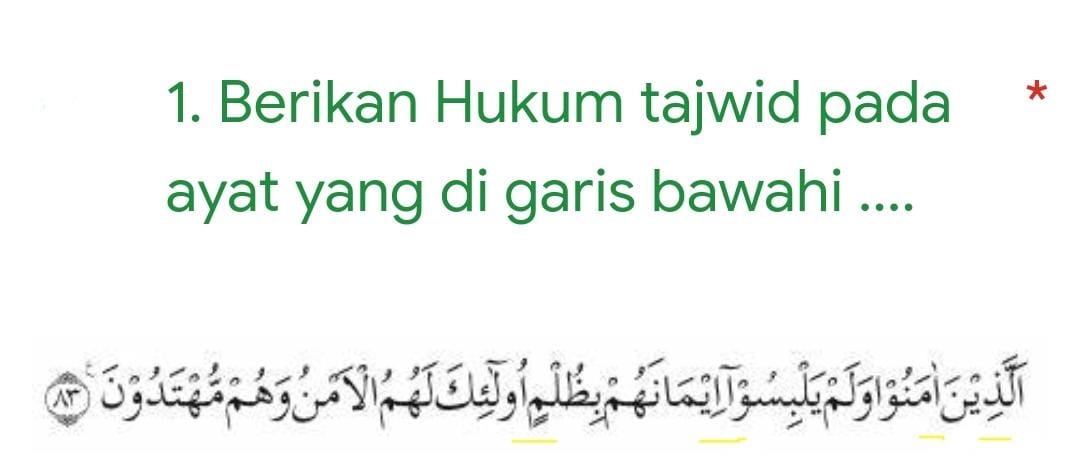 1. Berikan Hukum tajwid pada *
ayat yang di garis bawahi ....
اَلَّذِيْنَ اٰمَنُوْا وَلَمْ يَلْبِسُوْٓا اِيْمَانَهُمْ بِظُلْمٍ اُولٰۤىِٕكَ لَهُمُ الْاَمْنُ وَهُمْ مُّهْتَدُوْنَ ࣖ ٨٣